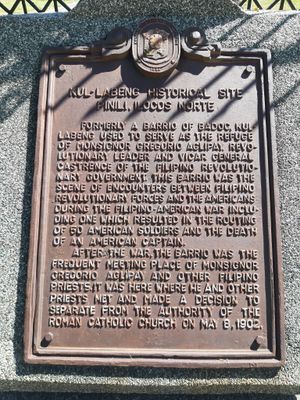 KUL-LABENG HISTORICAL SITE
PINILI, ILOCOS NORTE
FORMERLY A BARRIO OF BADOC, KUL
LABENG USED TO SERVE AS THE REFUGE
OF MONSIGNOR GREGORIO AGLIPAY, REV-
OLUTIONARY LEADER AND VICAR GENERAL
CASTRENCE OF THE FILIPINO REVOLUTIO-
NARY GOVERNMENT. THIS BARRIO WAS THE
SCENE OF ENCOUNTERS BETWEEN FILIPINO
REVOLUTIONARY FORCES AND THE AMERICANS
DURING THE FILIPINO-AMERICAN WAR INCLU-
DING ONE WHICH RESULTED IN THE ROUTING
OF 50 AMERICAN SOLDIERS AND THE DEATH
OF AN AMERICAN CAPTAIN.
AFTER THE WAR, THE BARRIO WAS THE
FREQUENT MEETING PLACE OF MONSIGNOR
GREGORIO AGLIPAY AND OTHER FILIPINO
PRIESTS. IT WAS HERE WHERE HE AND OTHER
PRIESTS MET AND MADE A DECISION TO
SEPARATE FROM THE AUTHORITY OF THE
ROMAN CATHOLIC CHURCH ON MAY 8, 1902.